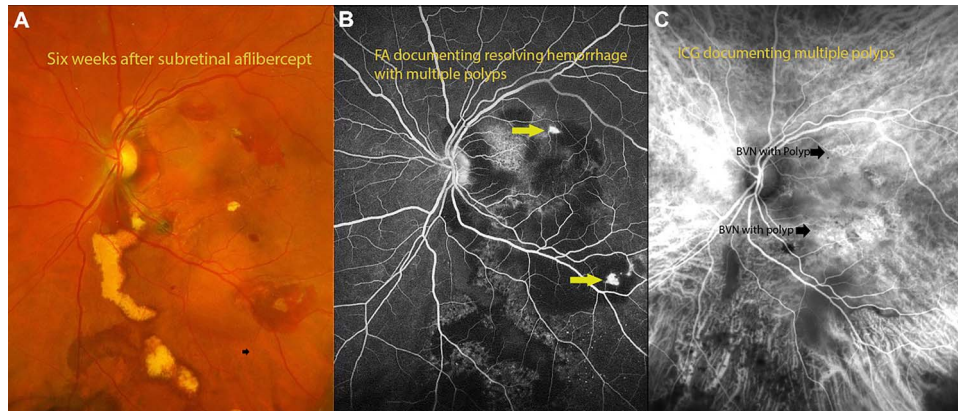 A
Six weeks after subretinal aflibercept
B
FA documenting resolving hemorrhage
with multiple polyps
C
ICG documenting multiple polyps
BVN with Polyp
BVN with polyp